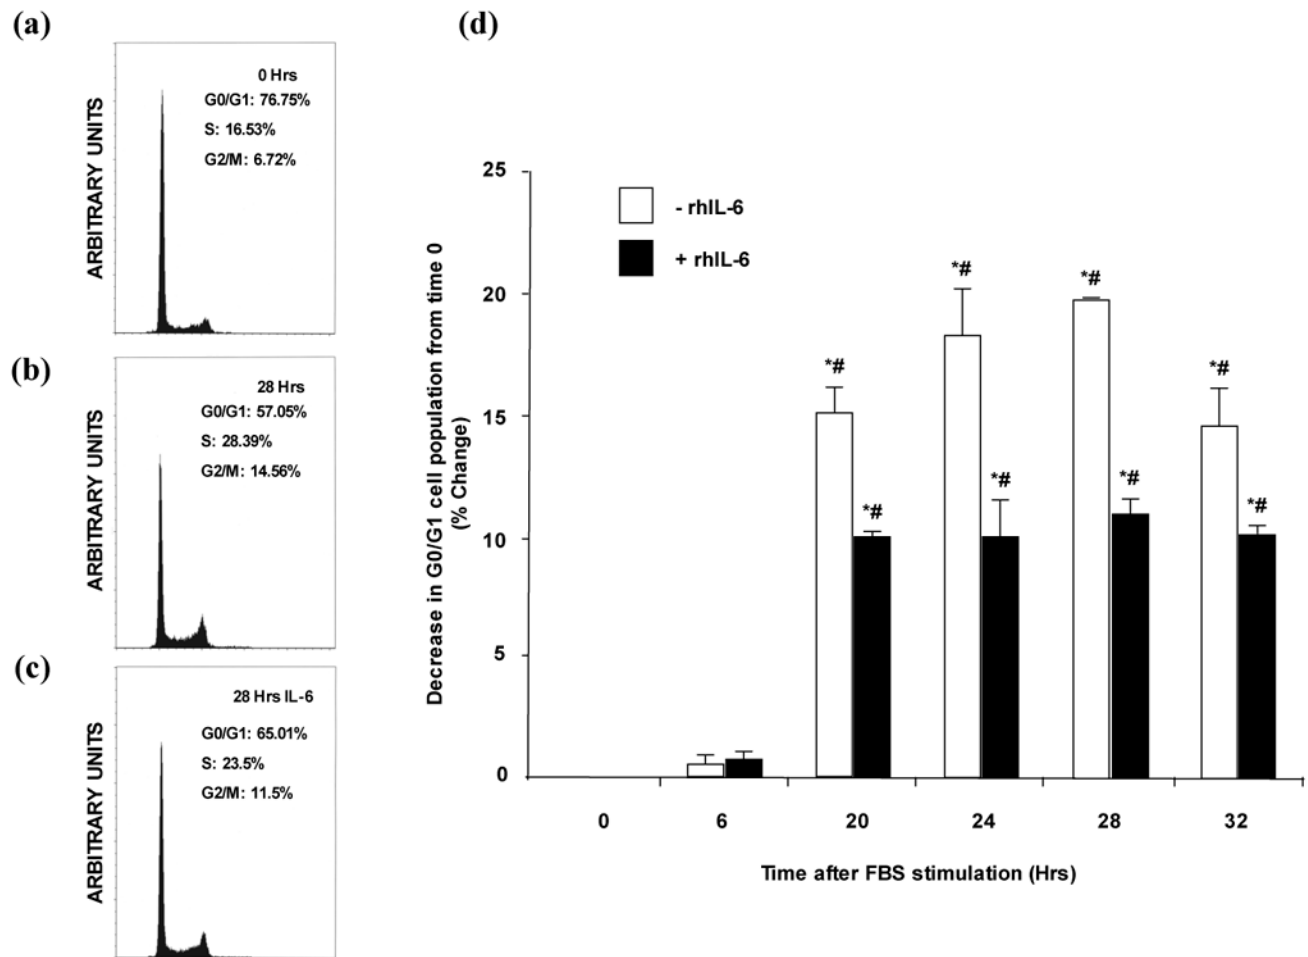 (a)
ARBITRARY UNITS
0 Hrs
G0/G1: 76.75%
S: 16.53%
G2/M: 6.72%
(b)
ARBITRARY UNITS
28 Hrs
G0/G1: 57.05%
S: 28.39%
G2/M: 14.56%
(c)
ARBITRARY UNITS
28 Hrs IL-6
G0/G1: 65.01%
S: 23.5%
G2/M: 11.5%
(d)
Decrease in G0/G1 cell population from time 0
(% Change)
25
20
15
10
5
0
- rhIL-6
+ rhIL-6
*#
*#
*#
*#
*#
*#
*#
*#
0 6 20 24 28 32
Time after FBS stimulation (Hrs)